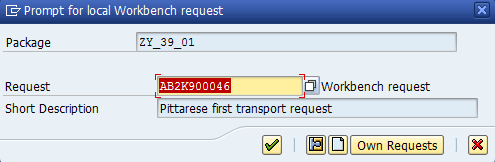 Prompt for local Workbench request
Package ZY_39_01
Request AB2K900046 Workbench request
Short Description Pittarese first transport request
Own Requests